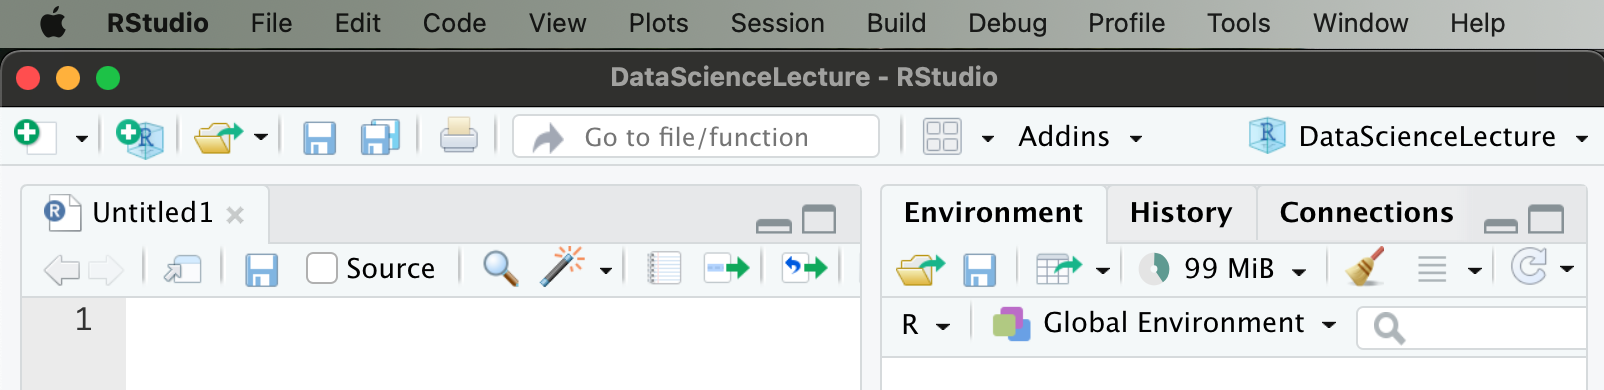 RStudio File Edit Code View Plots Session Build Debug Profile Tools Window Help
DataScienceLecture - RStudio
R Go to file/function Addins R DataScienceLecture
R Untitled1 Environment History Connections
Source 99 MiB
1
R Global Environment